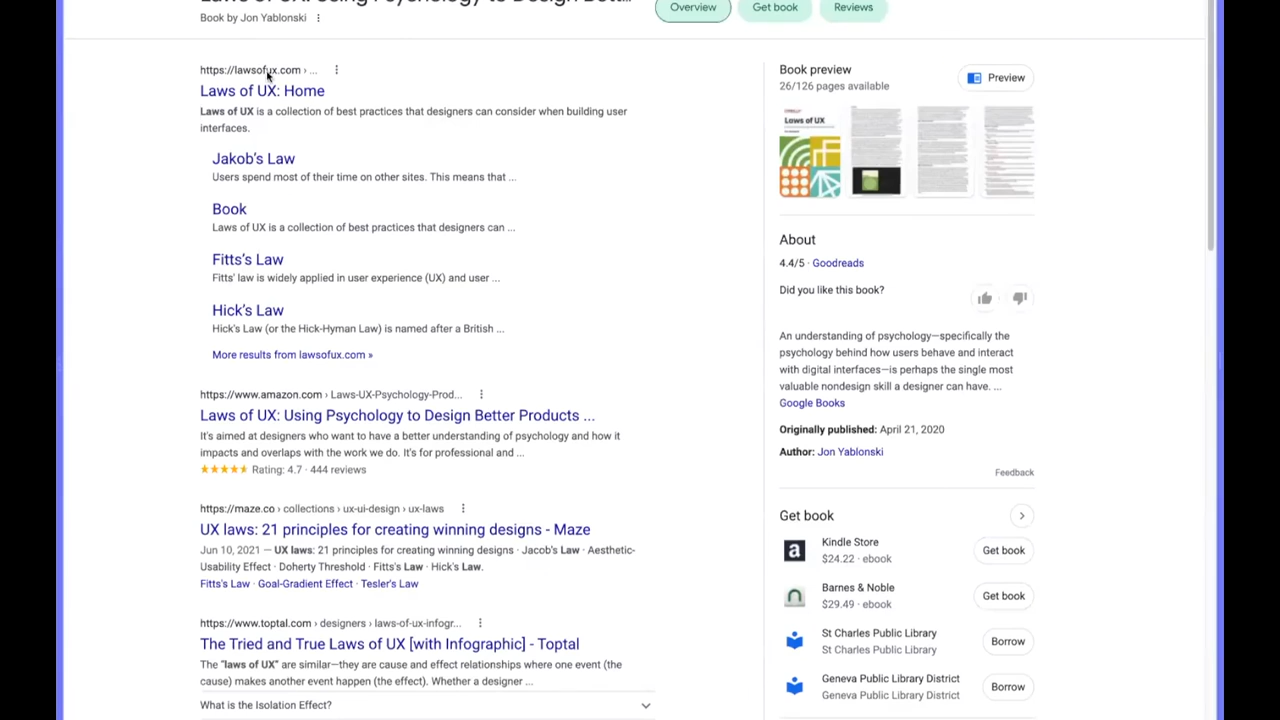 Laws of UX: Using Psychology to Design Bett...
Book by Jon Yablonski
Overview
Get book
Reviews
https://lawsofux.com › ...
Laws of UX: Home
Laws of UX is a collection of best practices that designers can consider when building user
interfaces.
Jakob's Law
Users spend most of their time on other sites. This means that ...
Book
Laws of UX is a collection of best practices that designers can ...
Fitts's Law
Fitts' law is widely applied in user experience (UX) and user ...
Hick's Law
Hick's Law (or the Hick-Hyman Law) is named after a British ...
More results from lawsofux.com »
https://www.amazon.com › Laws-UX-Psychology-Prod...
Laws of UX: Using Psychology to Design Better Products ...
It's aimed at designers who want to have a better understanding of psychology and how it
impacts and overlaps with the work we do. It's for professional and ...
Rating: 4.7 · 444 reviews
https://maze.co › collections › ux-ui-design › ux-laws
UX laws: 21 principles for creating winning designs - Maze
Jun 10, 2021 — UX laws: 21 principles for creating winning designs · Jacob's Law · Aesthetic-
Usability Effect · Doherty Threshold · Fitts's Law · Hick's Law.
Fitts's Law · Goal-Gradient Effect · Tesler's Law
https://www.toptal.com › designers › laws-of-ux-infogr...
The Tried and True Laws of UX [with Infographic] - Toptal
The "laws of UX" are similar—they are cause and effect relationships where one event (the
cause) makes another event happen (the effect). Whether a designer ...
What is the Isolation Effect?
Book preview
26/126 pages available
Preview
Laws of UX
About
4.4/5 · Goodreads
Did you like this book?
An understanding of psychology—specifically the
psychology behind how users behave and interact
with digital interfaces—is perhaps the single most
valuable nondesign skill a designer can have. ...
Google Books
Originally published: April 21, 2020
Author: Jon Yablonski
Feedback
Get book
Kindle Store
$24.22 · ebook
Get book
Barnes & Noble
$29.49 · ebook
Get book
St Charles Public Library
St Charles Public Library
Borrow
Geneva Public Library District
Geneva Public Library District
Borrow